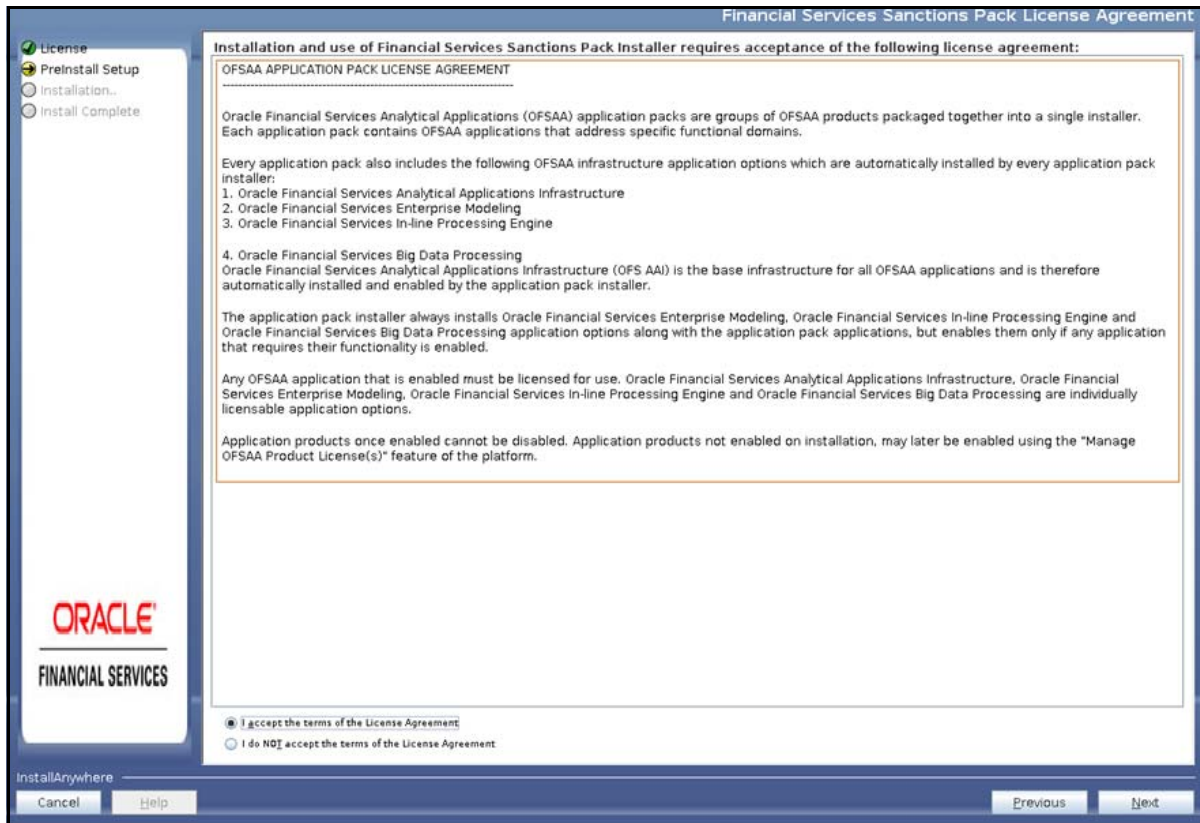 Financial Services Sanctions Pack License Agreement
License
PreInstall Setup
Installation..
Install Complete
Installation and use of Financial Services Sanctions Pack Installer requires acceptance of the following license agreement:
OFSAA APPLICATION PACK LICENSE AGREEMENT
------------------------------------------------------------------------
Oracle Financial Services Analytical Applications (OFSAA) application packs are groups of OFSAA products packaged together into a single installer.
Each application pack contains OFSAA applications that address specific functional domains.
Every application pack also includes the following OFSAA infrastructure application options which are automatically installed by every application pack
installer:
1. Oracle Financial Services Analytical Applications Infrastructure
2. Oracle Financial Services Enterprise Modeling
3. Oracle Financial Services In-line Processing Engine
4. Oracle Financial Services Big Data Processing
Oracle Financial Services Analytical Applications Infrastructure (OFS AAI) is the base infrastructure for all OFSAA applications and is therefore
automatically installed and enabled by the application pack installer.
The application pack installer always installs Oracle Financial Services Enterprise Modeling, Oracle Financial Services In-line Processing Engine and
Oracle Financial Services Big Data Processing application options along with the application pack applications, but enables them only if any application
that requires their functionality is enabled.
Any OFSAA application that is enabled must be licensed for use. Oracle Financial Services Analytical Applications Infrastructure, Oracle Financial
Services Enterprise Modeling, Oracle Financial Services In-line Processing Engine and Oracle Financial Services Big Data Processing are individually
licensable application options.
Application products once enabled cannot be disabled. Application products not enabled on installation, may later be enabled using the "Manage
OFSAA Product License(s)" feature of the platform.
ORACLE
FINANCIAL SERVICES
I accept the terms of the License Agreement
I do NOT accept the terms of the License Agreement
InstallAnywhere
Cancel Help Previous Next